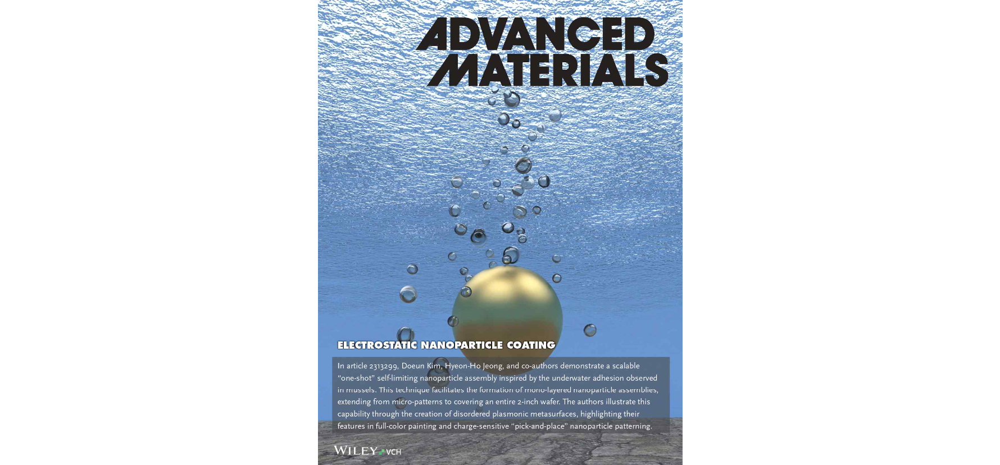 ADVANCED
MATERIALS
ELECTROSTATIC NANOPARTICLE COATING
In article 2313299, Doeun Kim, Hyeon-Ho Jeong, and co-authors demonstrate a scalable
“one-shot” self-limiting nanoparticle assembly inspired by the underwater adhesion observed
in mussels. This technique facilitates the formation of mono-layered nanoparticle assemblies,
extending from micro-patterns to covering an entire 2-inch wafer. The authors illustrate this
capability through the creation of disordered plasmonic metasurfaces, highlighting their
features in full-color painting and charge-sensitive “pick-and-place” nanoparticle patterning.
WILEY VCH